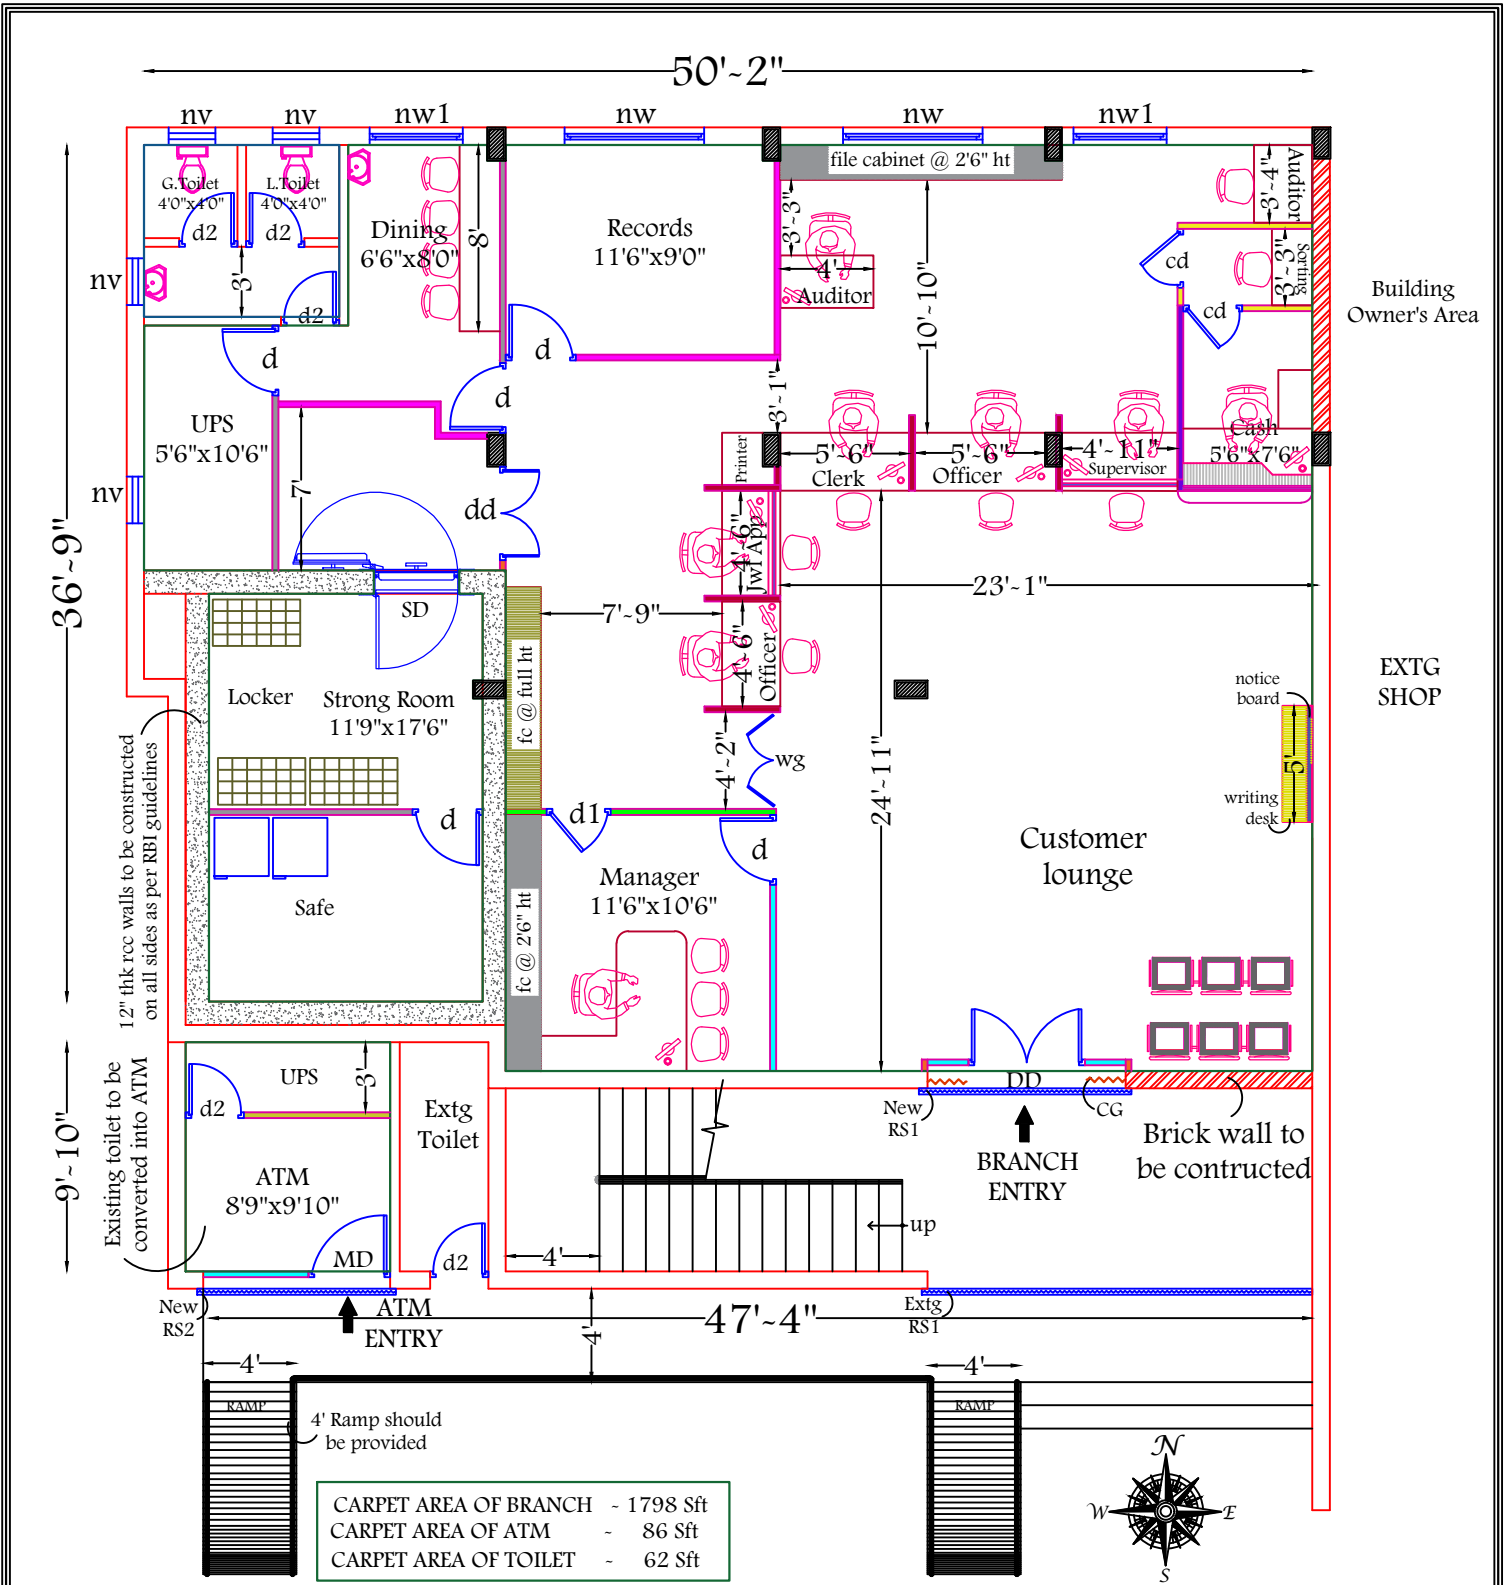 50'~2"
nv
nv
nw1
nw
nw
nw1
file cabinet @ 2'6" ht
G.Toilet
4'0"x4'0"
L.Toilet
4'0"x4'0"
d2
d2
Dining
6'6"x8'0"
8'
Records
11'6"x9'0"
3'~3"
4'
Auditor
10'~10"
3'~4"
Auditor
cd
3'~3"
Sorting
cd
Building
Owner's Area
nv
3'
d2
d
d
d
3'~1"
UPS
5'6"x10'6"
7'
dd
nv
36'~9"
Printer
5'~6"
Clerk
5'~6"
Officer
4'~11"
Supervisor
Cash
5'6"x7'6"
4'~6"
Jwl App
23'~1"
7'~9"
4'~6"
Officer
SD
fc @ full ht
Locker
Strong Room
11'9"x17'6"
4'~2"
wg
24'~11"
notice
board
5'
writing
desk
EXTG
SHOP
12" thk rcc walls to be constructed
on all sides as per RBI guidelines
d
d1
d
Safe
fc @ 2'6" ht
Manager
11'6"x10'6"
Customer
lounge
9'~10"
Existing toilet to be
converted into ATM
UPS
3'
d2
ATM
8'9"x9'10"
MD
Extg
Toilet
d2
4'
up
New
RS1
DD
CG
BRANCH
ENTRY
Brick wall to
be contructed
New
RS2
ATM
ENTRY
4'
47'~4"
Extg
RS1
4'
4'
RAMP
RAMP
4' Ramp should
be provided
CARPET AREA OF BRANCH ~ 1798 Sft
CARPET AREA OF ATM ~ 86 Sft
CARPET AREA OF TOILET ~ 62 Sft
N
W
E
S